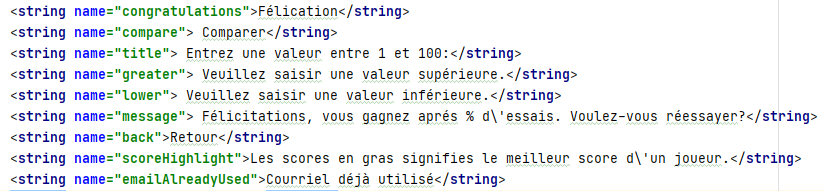 <string name="congratulations">Félication</string>
<string name="compare"> Comparer</string>
<string name="title"> Entrez une valeur entre 1 et 100:</string>
<string name="greater"> Veuillez saisir une valeur supérieure.</string>
<string name="lower"> Veuillez saisir une valeur inférieure.</string>
<string name="message"> Félicitations, vous gagnez aprés % d\'essais. Voulez-vous réessayer?</string>
<string name="back">Retour</string>
<string name="scoreHighlight">Les scores en gras signifies le meilleur score d\'un joueur.</string>
<string name="emailAlreadyUsed">Courriel déjà utilisé</string>